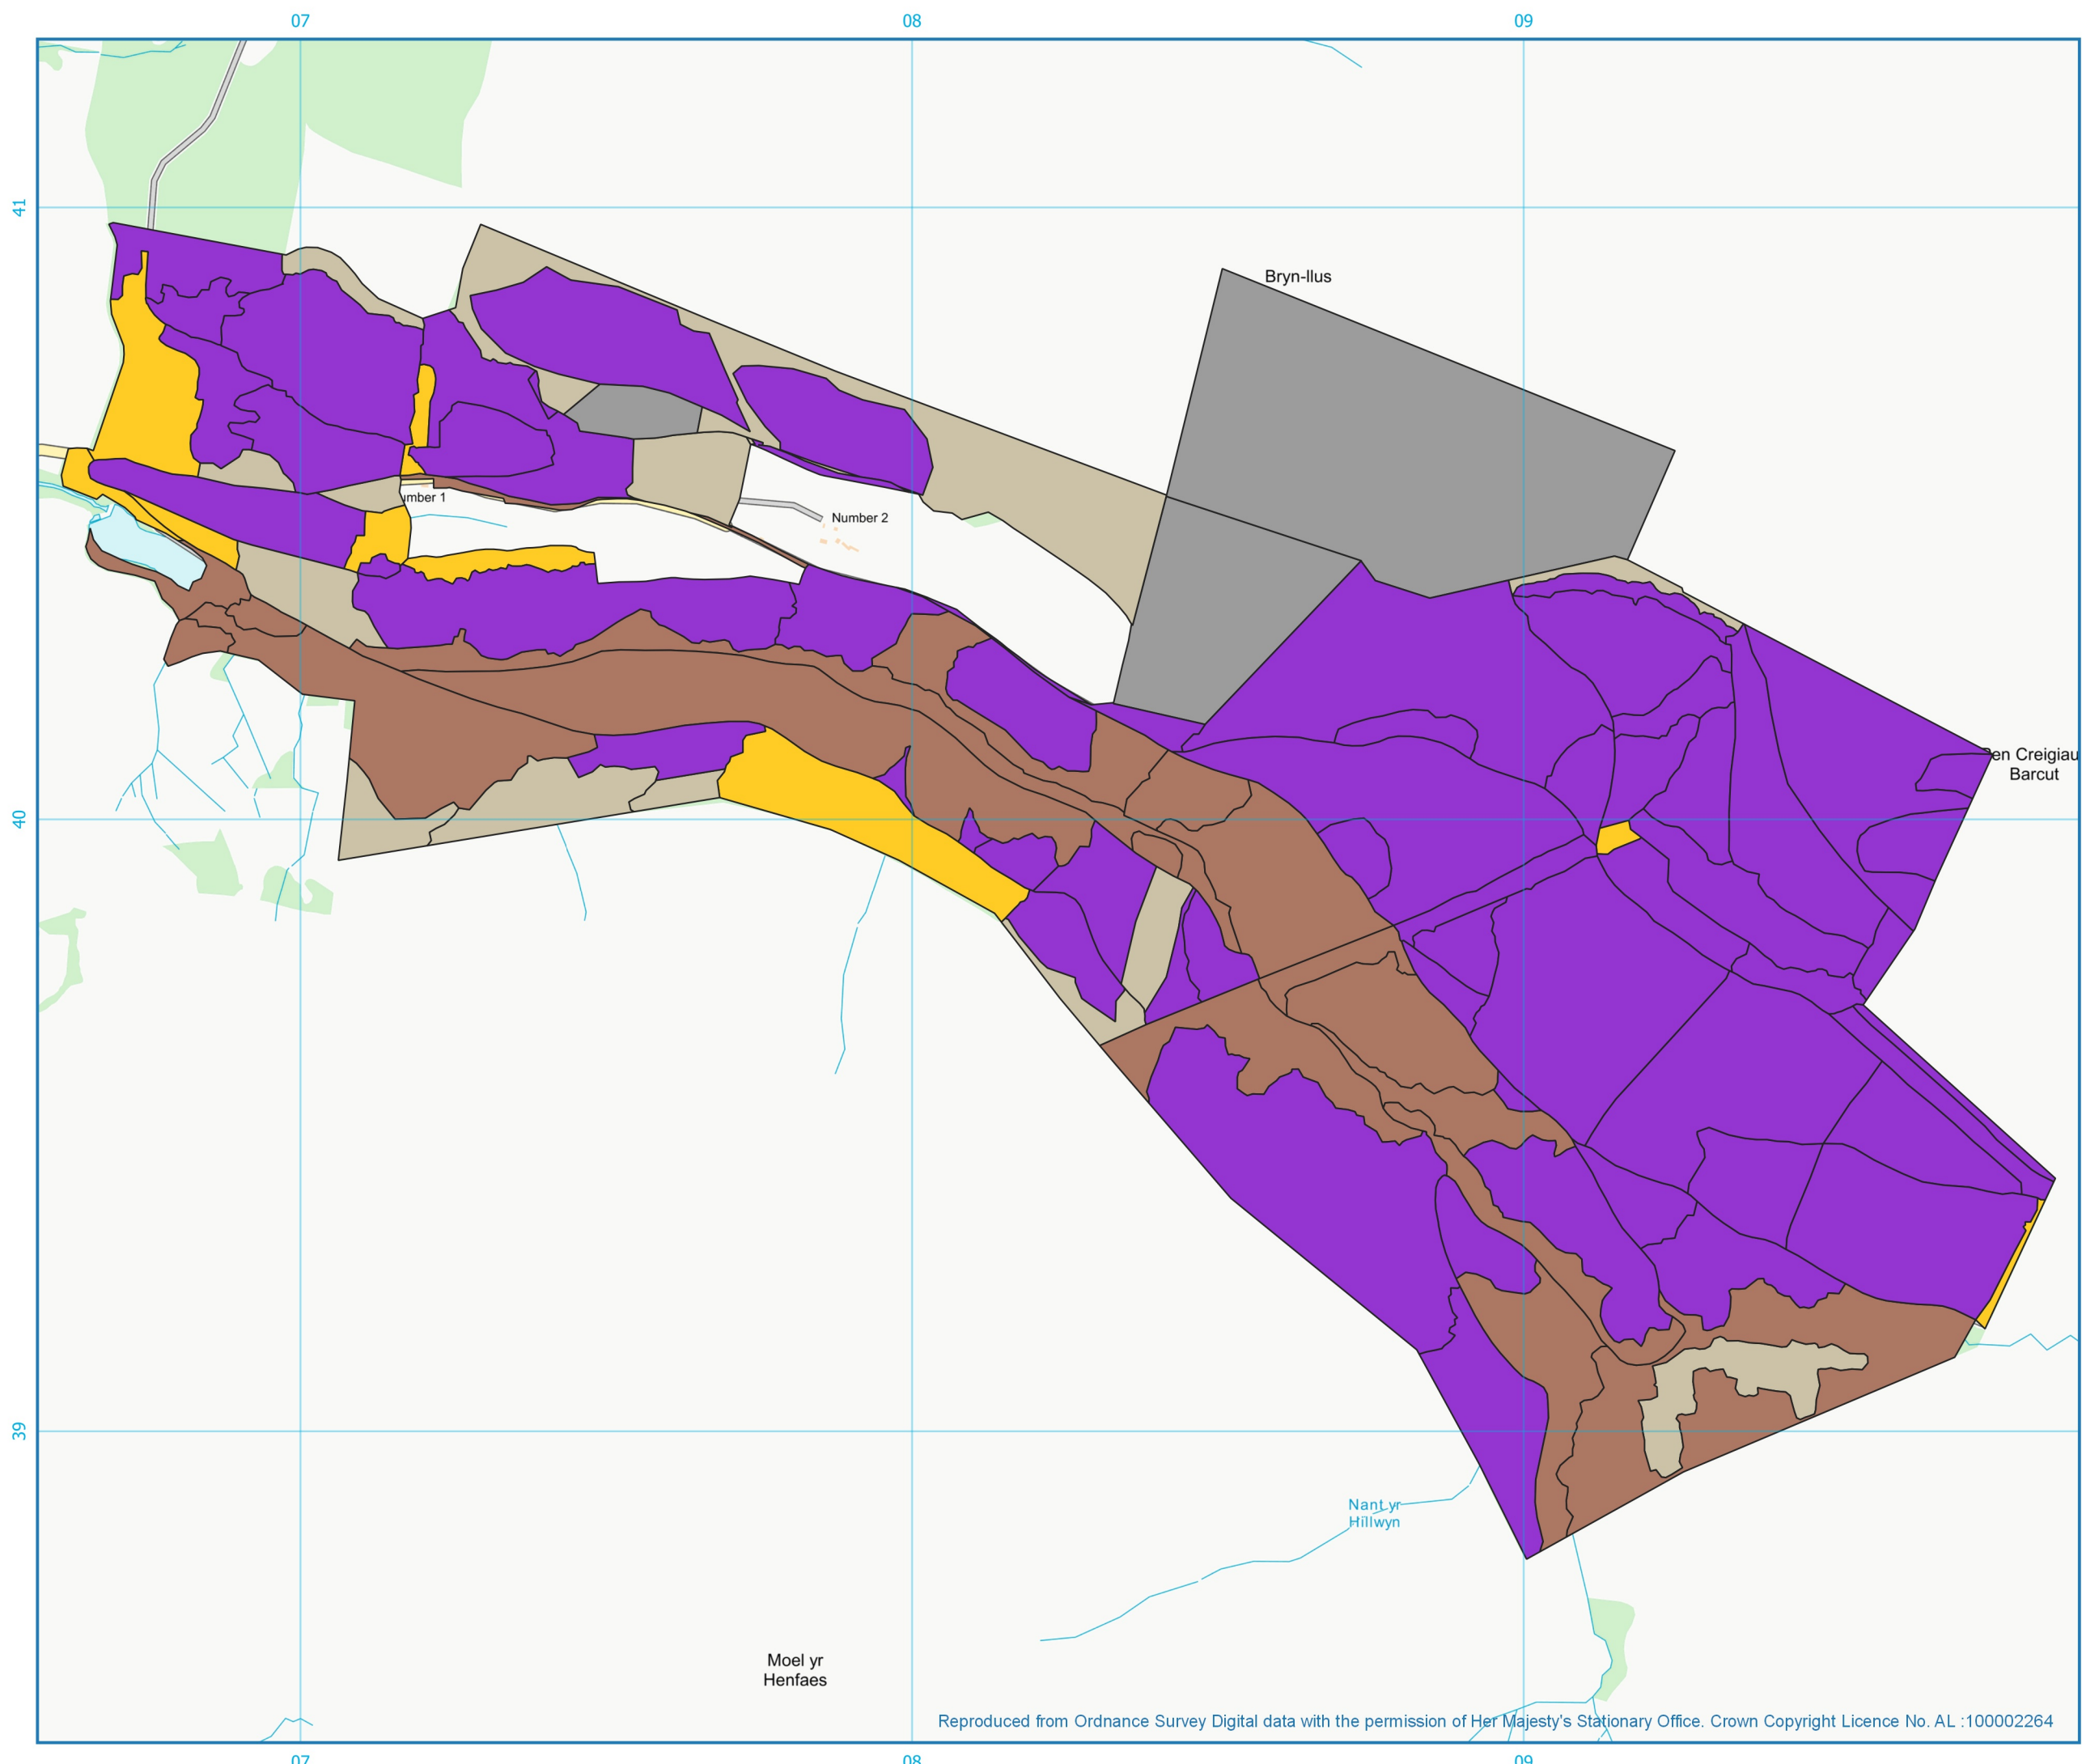 07 08 09
41
Bryn-llus
umber 1
Number 2
en Creigiau
Barcut
40
39
Nant yr
Hillwyn
Moel yr
Henfaes
Reproduced from Ordnance Survey Digital data with the permission of Her Majesty's Stationary Office. Crown Copyright Licence No. AL :100002264
07 08 09